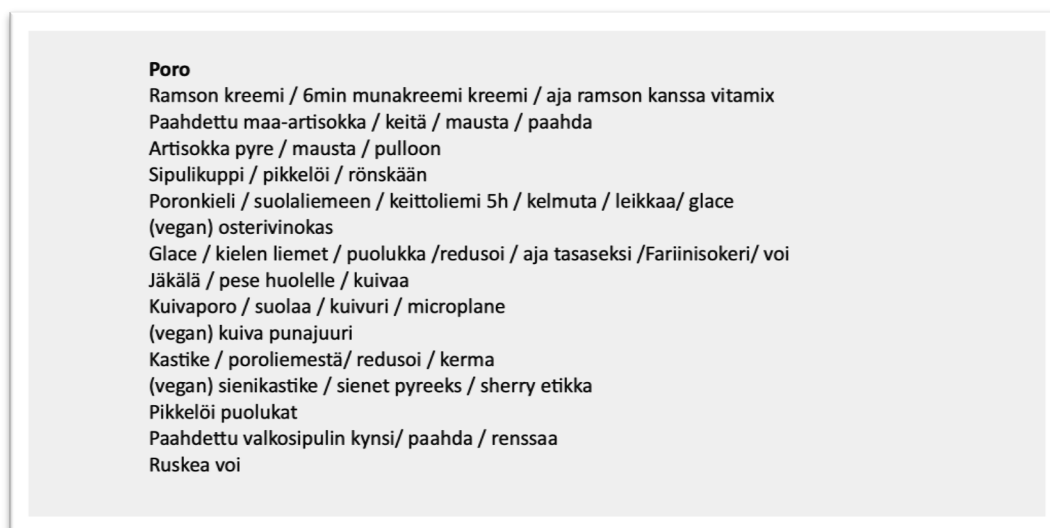 Poro
Ramson kreemi / 6min munakreemi kreemi / aja ramson kanssa vitamix
Paahdettu maa-artisokka / keitä / mausta / paahda
Artisokka pyre / mausta / pulloon
Sipulikuppi / pikkelöi / rönskään
Poronkieli / suolaliemeen / keittoliemi 5h / kelmuta / leikkaa/ glace
(vegan) osterivinokas
Glace / kielen liemet / puolukka /redusoi / aja tasaseksi /Fariinisokeri/ voi
Jäkälä / pese huolelle / kuivaa
Kuivaporo / suolaa / kuivuri / microplane
(vegan) kuiva punajuuri
Kastike / poroliemestä/ redusoi / kerma
(vegan) sienikastike / sienet pyreeks / sherry etikka
Pikkelöi puolukat
Paahdettu valkosipulin kynsi/ paahda / renssaa
Ruskea voi